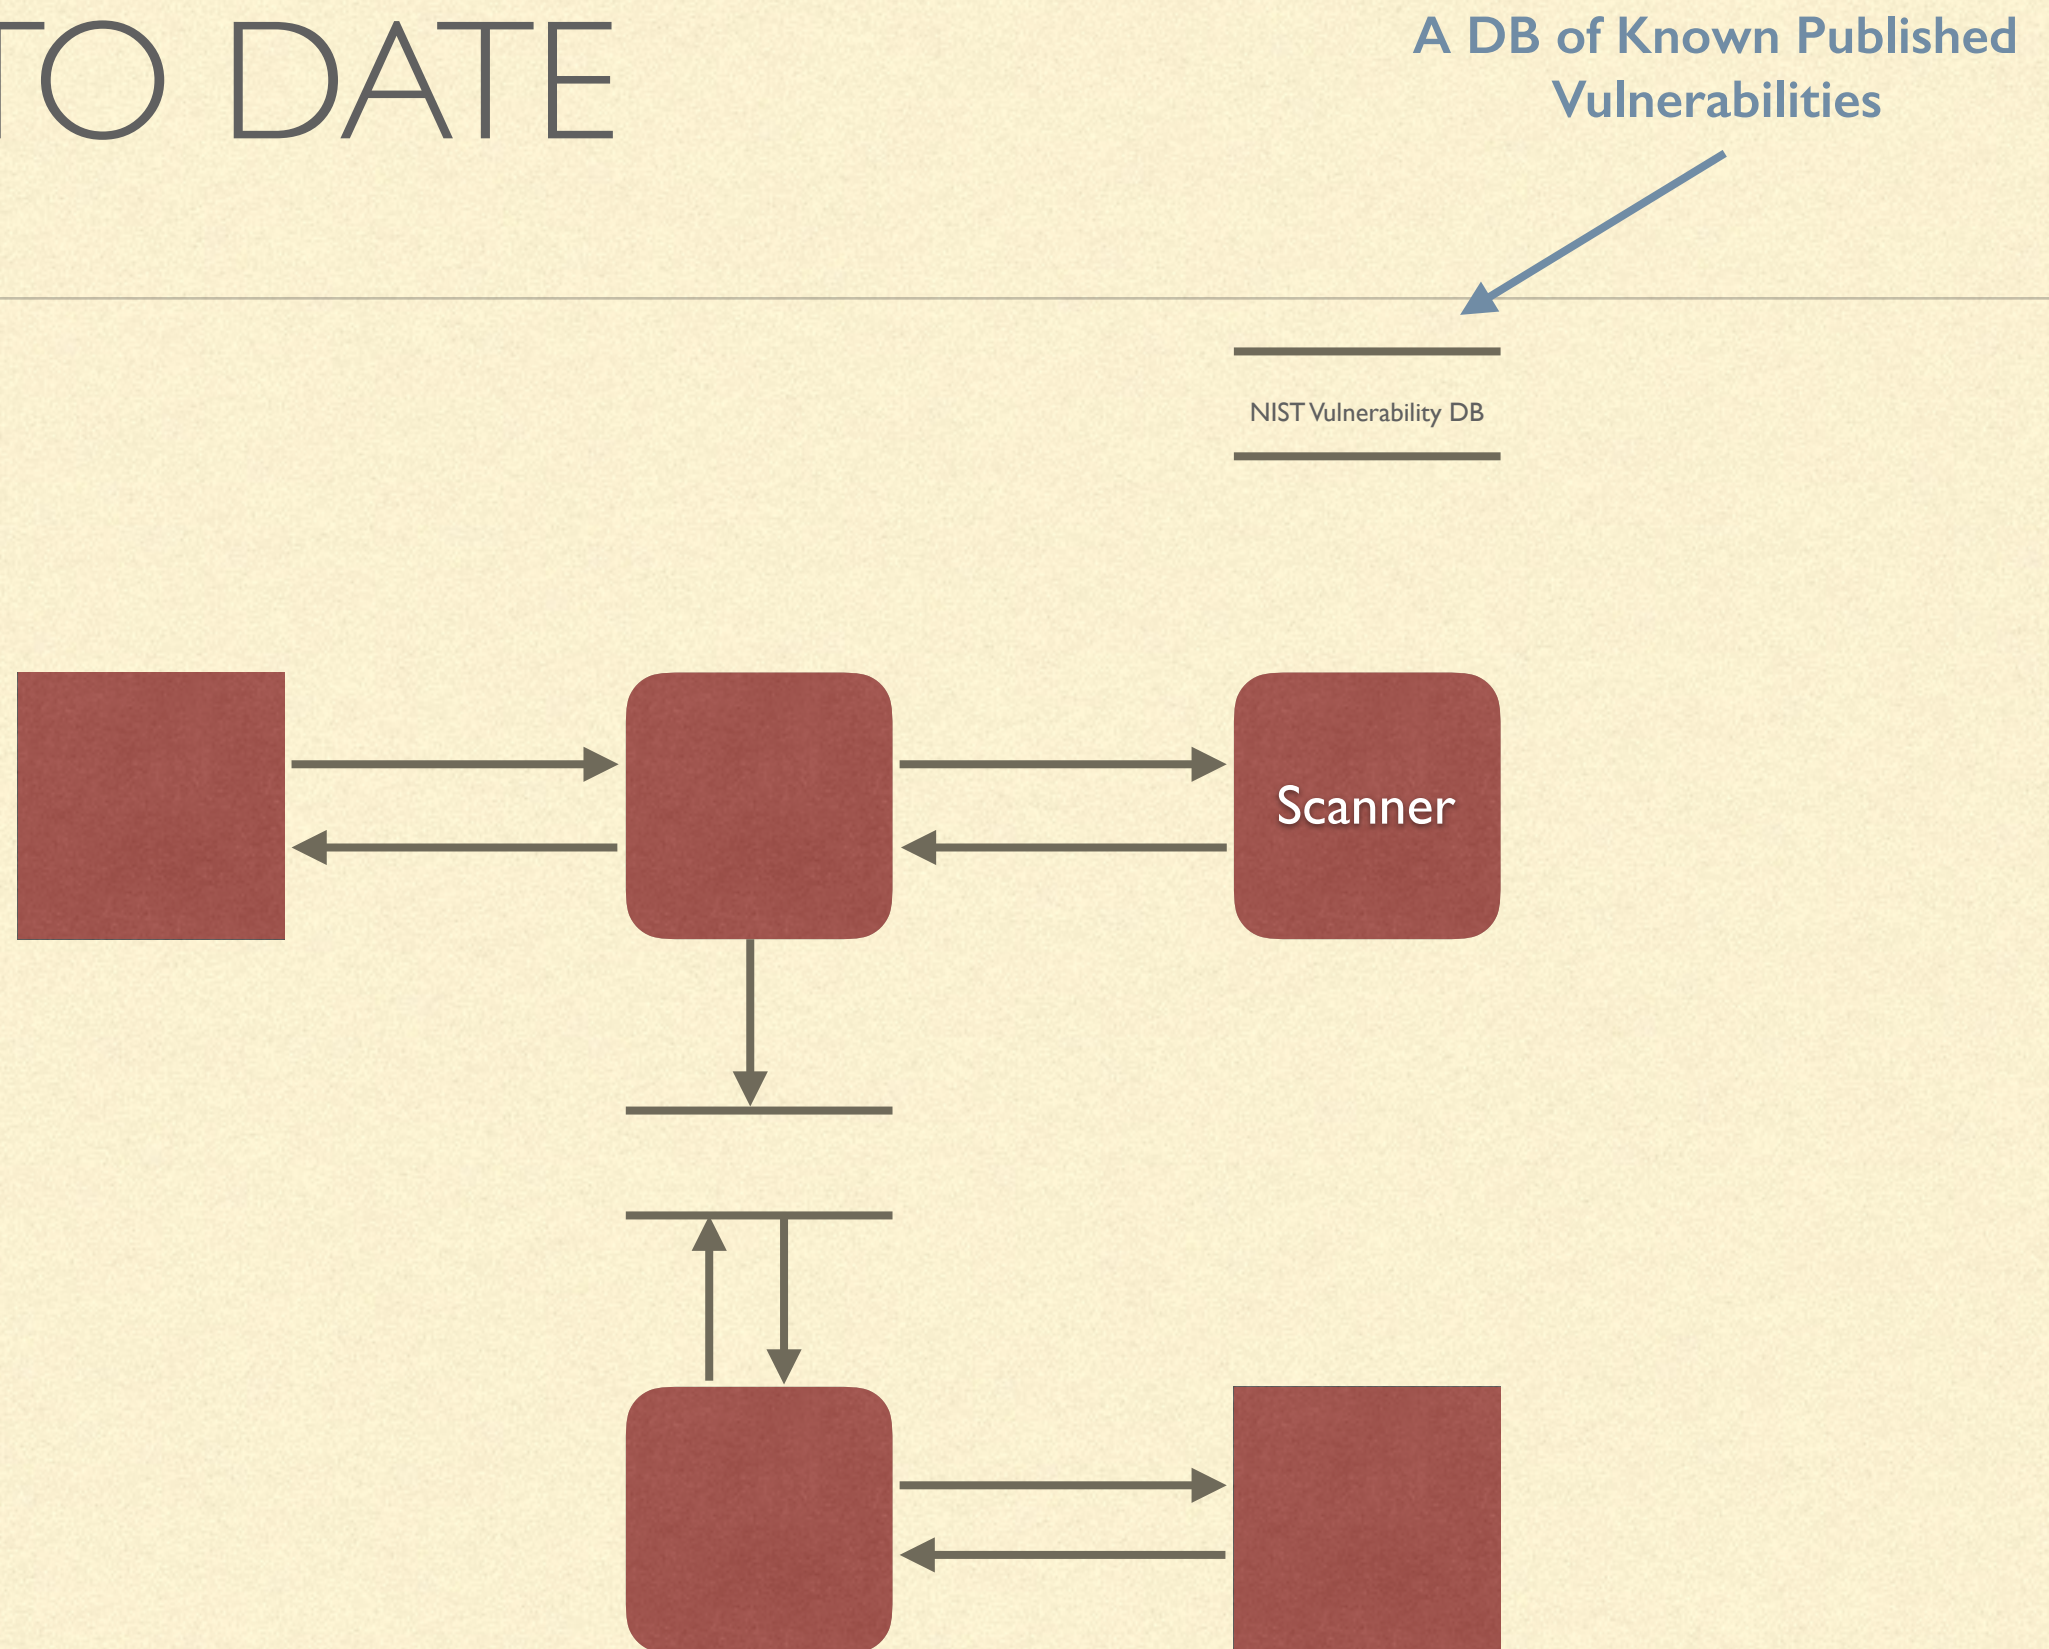 TO DATE
A DB of Known Published
Vulnerabilities
NIST Vulnerability DB
Scanner